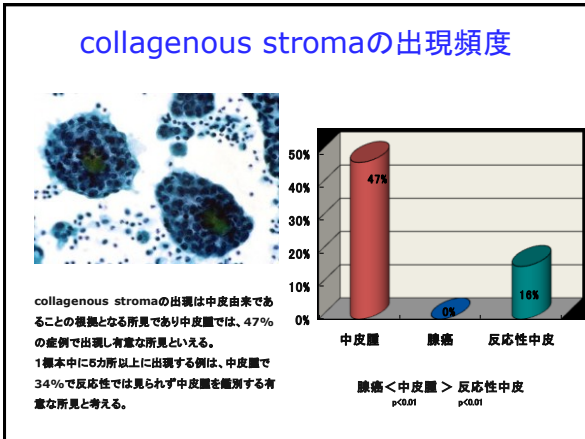 collagenous stromaの出現頻度
50%
40%
30%
20%
10%
0%
47%
0%
16%
中皮腫
腺癌
反応性中皮
collagenous stromaの出現は中皮由来であ
ることの根拠となる所見であり中皮腫では、47%
の症例で出現し有意な所見といえる。
1標本中に5カ所以上に出現する例は、中皮腫で
34%で反応性では見られず中皮腫を鑑別する有
意な所見と考える。
腺癌＜中皮腫 ＞ 反応性中皮
p<0.01 p<0.01